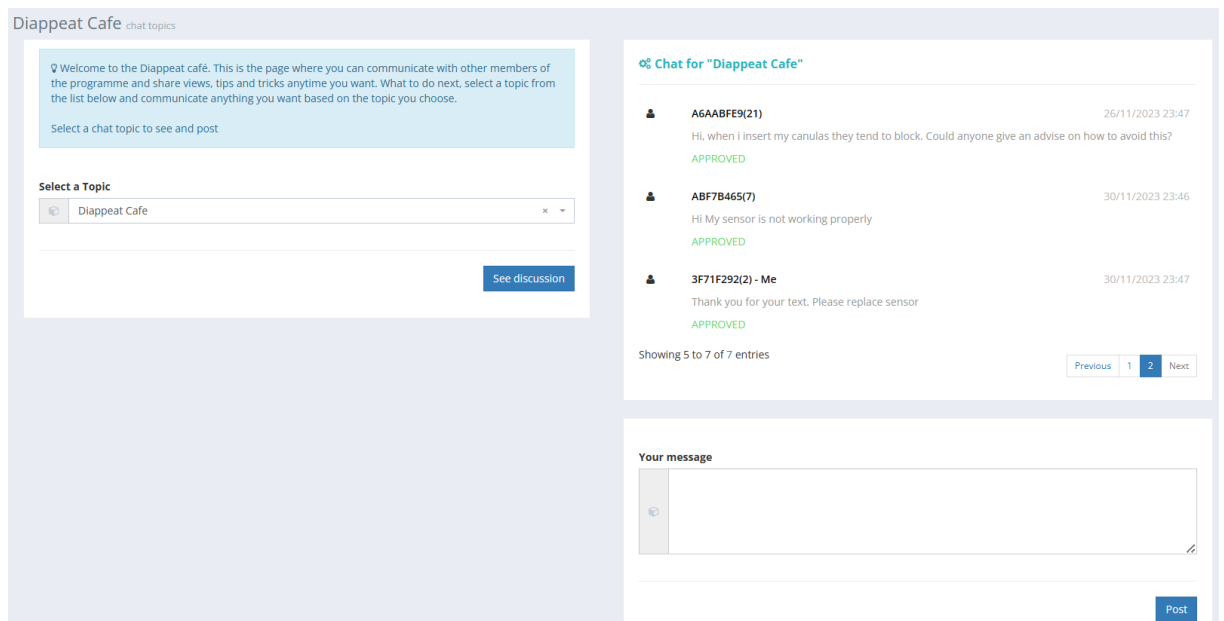 Diappeat Cafe chat topics
Welcome to the Diappeat café. This is the page where you can communicate with other members of
the programme and share views, tips and tricks anytime you want. What to do next, select a topic from
the list below and communicate anything you want based on the topic you choose.
Select a chat topic to see and post
Select a Topic
Diappeat Cafe × 
See discussion
Chat for "Diappeat Cafe"
A6AABFE9(21) 26/11/2023 23:47
Hi, when i insert my canulas they tend to block. Could anyone give an advise on how to avoid this?
APPROVED
ABF7B465(7) 30/11/2023 23:46
Hi My sensor is not working properly
APPROVED
3F71F292(2) - Me 30/11/2023 23:47
Thank you for your text. Please replace sensor
APPROVED
Showing 5 to 7 of 7 entries
Previous 1 2 Next
Your message
Post